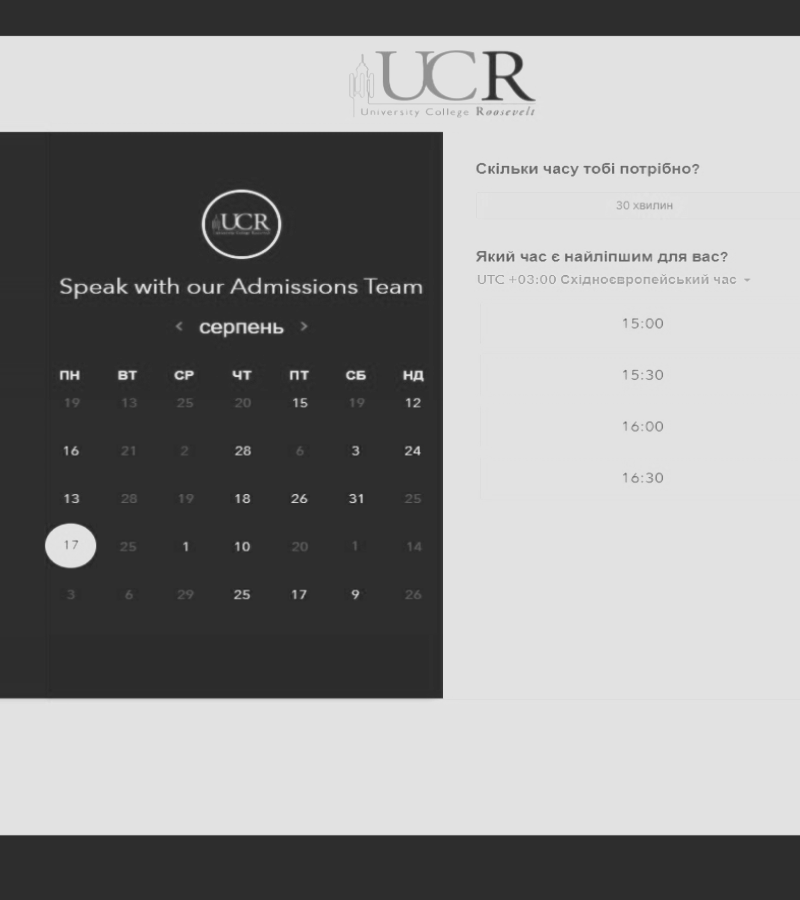 UCR
University College Roosevelt
UCR
Speak with our Admissions Team
< серпень >
ПН ВТ СР ЧТ ПТ СБ НД
19 13 25 20 15 19 12
16 21 2 28 6 3 24
13 28 19 18 26 31 25
17 25 1 10 20 1 14
3 6 29 25 17 9 26
Скільки часу тобі потрібно?
30 хвилин
Який час є найліпшим для вас?
UTC +03:00 Східноєвропейський час
15:00
15:30
16:00
16:30